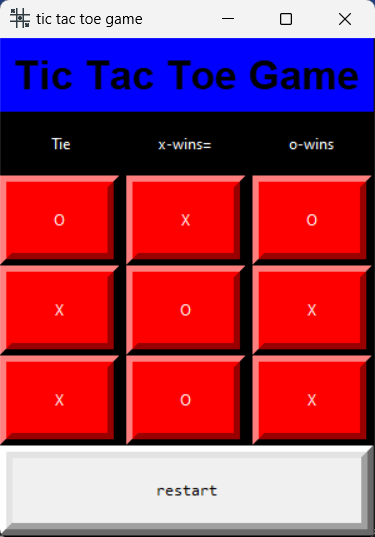 tic tac toe game
Tic Tac Toe Game
Tie x-wins= o-wins
O X O
X O X
X O X
restart